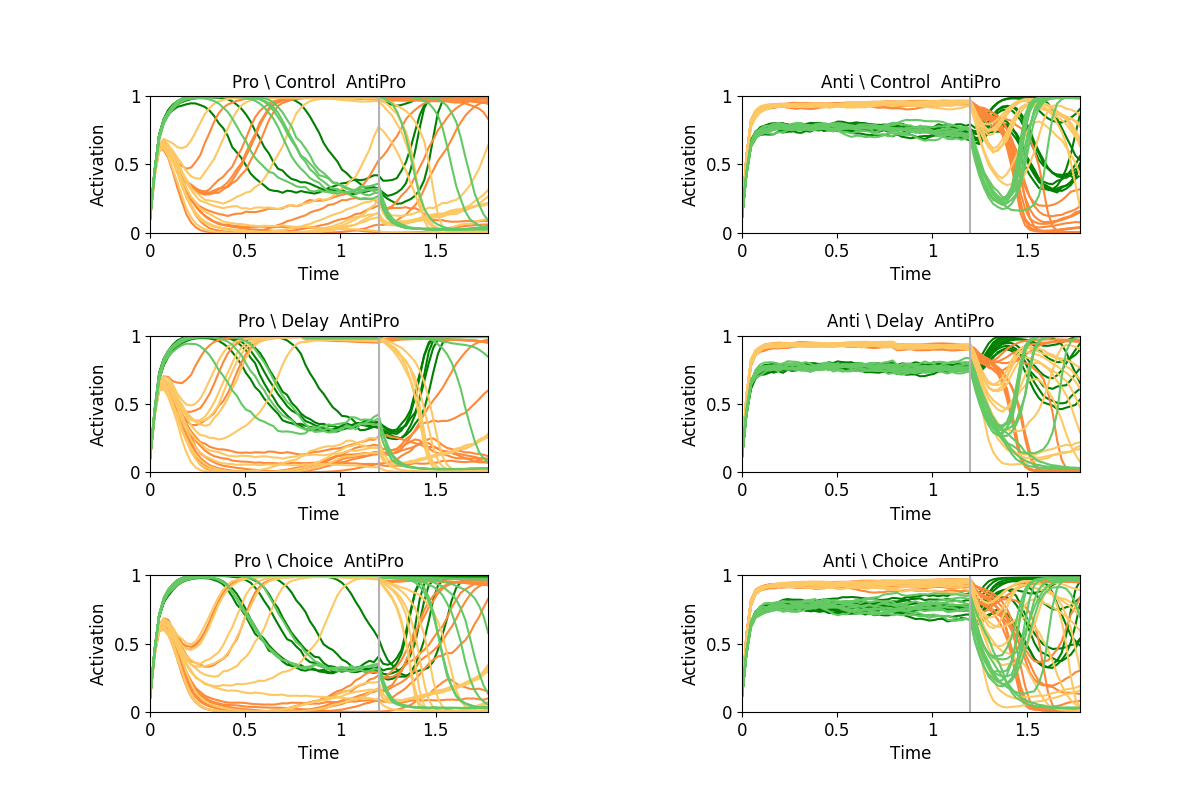 Pro \ Control  AntiPro
1
0.5
0
Activation
0
0.5
1
1.5
Time
Anti \ Control  AntiPro
1
0.5
0
Activation
0
0.5
1
1.5
Time
Pro \ Delay  AntiPro
1
0.5
0
Activation
0
0.5
1
1.5
Time
Anti \ Delay  AntiPro
1
0.5
0
Activation
0
0.5
1
1.5
Time
Pro \ Choice  AntiPro
1
0.5
0
Activation
0
0.5
1
1.5
Time
Anti \ Choice  AntiPro
1
0.5
0
Activation
0
0.5
1
1.5
Time